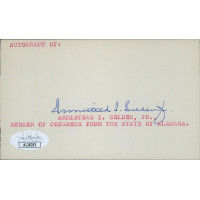 AUTOGRAPH OF:
Armistead I. Selden Jr.
ARMISTEAD I. SELDEN, JR.
MEMBER OF CONGRESS FROM THE STATE OF ALABAMA.
JSA